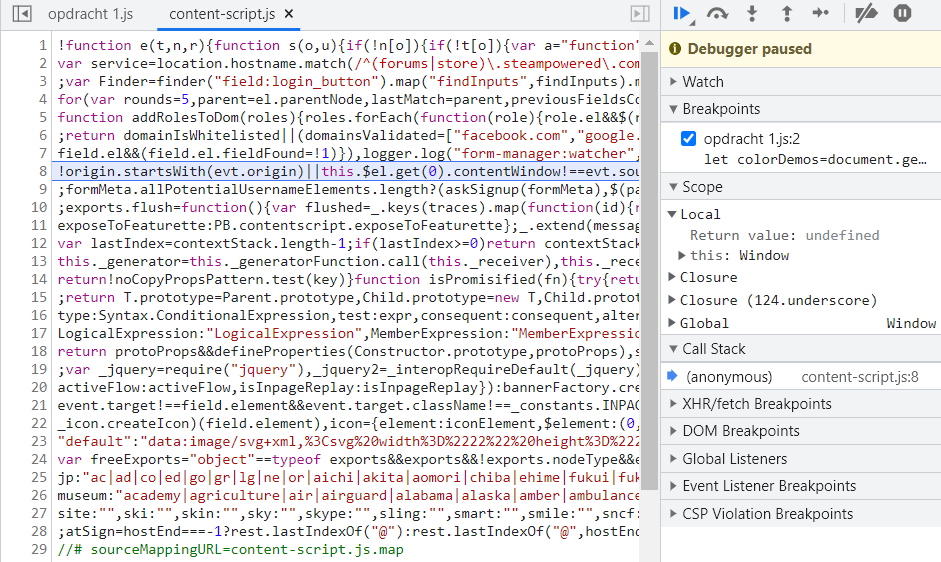 opdracht 1.js content-script.js ×
1 !function e(t,n,r){function s(o,u){if(!n[o]){if(!t[o]){var a="function"
2 var service=location.hostname.match(/^(forums|store)\.steampowered\.com
3 ;var Finder=finder("field:login_button").map("findInputs",findInputs).m
4 for(var rounds=5,parent=el.parentNode,lastMatch=parent,previousFieldsCo
5 function addRolesToDom(roles){roles.forEach(function(role){role.el&&$(r
6 ;return domainIsWhitelisted||(domainsValidated=["facebook.com","google.
7 field.el&&(field.el.fieldFound=!1)}),logger.log("form-manager:watcher",
8 !origin.startsWith(evt.origin)||this.$el.get(0).contentWindow!==evt.sou
9 ;formMeta.allPotentialUsernameElements.length?(askSignup(formMeta),$(pa
10 ;exports.flush=function(){var flushed=_.keys(traces).map(function(id){r
11 exposeToFeaturette:PB.contentscript.exposeToFeaturette};_.extend(messag
12 var lastIndex=contextStack.length-1;if(lastIndex>=0)return contextStack
13 this._generator=this._generatorFunction.call(this._receiver),this._rece
14 return!noCopyPropsPattern.test(key)}function isPromisified(fn){try{retu
15 ;return T.prototype=Parent.prototype,Child.prototype=new T,Child.protot
16 type:Syntax.ConditionalExpression,test:expr,consequent:consequent,alter
17 LogicalExpression:"LogicalExpression",MemberExpression:"MemberExpressio
18 return protoProps&&defineProperties(Constructor.prototype,protoProps),s
19 ;var _jquery=require("jquery"),_jquery2=_interopRequireDefault(_jquery)
20 activeFlow:activeFlow,isInpageReplay:isInpageReplay}):bannerFactory.cre
21 event.target!==field.element&&event.target.className!==_constants.INPAG
22 _icon.createIcon)(field.element),icon={element:iconElement,$element:(0,
23 "default":"data:image/svg+xml,%3Csvg%20width%3D%2222%22%20height%3D%222
24 var freeExports="object"==typeof exports&&exports&&!exports.nodeType&&e
25 jp:"ac|ad|co|ed|go|gr|lg|ne|or|aichi|akita|aomori|chiba|ehime|fukui|fuk
26 museum:"academy|agriculture|air|airguard|alabama|alaska|amber|ambulance
27 site:"",ski:"",skin:"",sky:"",skype:"",sling:"",smart:"",smile:"",sncf:
28 ;atSign=hostEnd===-1?rest.lastIndexOf("@"):rest.lastIndexOf("@",hostEnd
29 //# sourceMappingURL=content-script.js.map
Debugger paused
Watch
Breakpoints
opdracht 1.js:2
let colorDemos=document.ge…
Scope
Local
Return value: undefined
this: Window
Closure
Closure (124.underscore)
Global Window
Call Stack
(anonymous) content-script.js:8
XHR/fetch Breakpoints
DOM Breakpoints
Global Listeners
Event Listener Breakpoints
CSP Violation Breakpoints